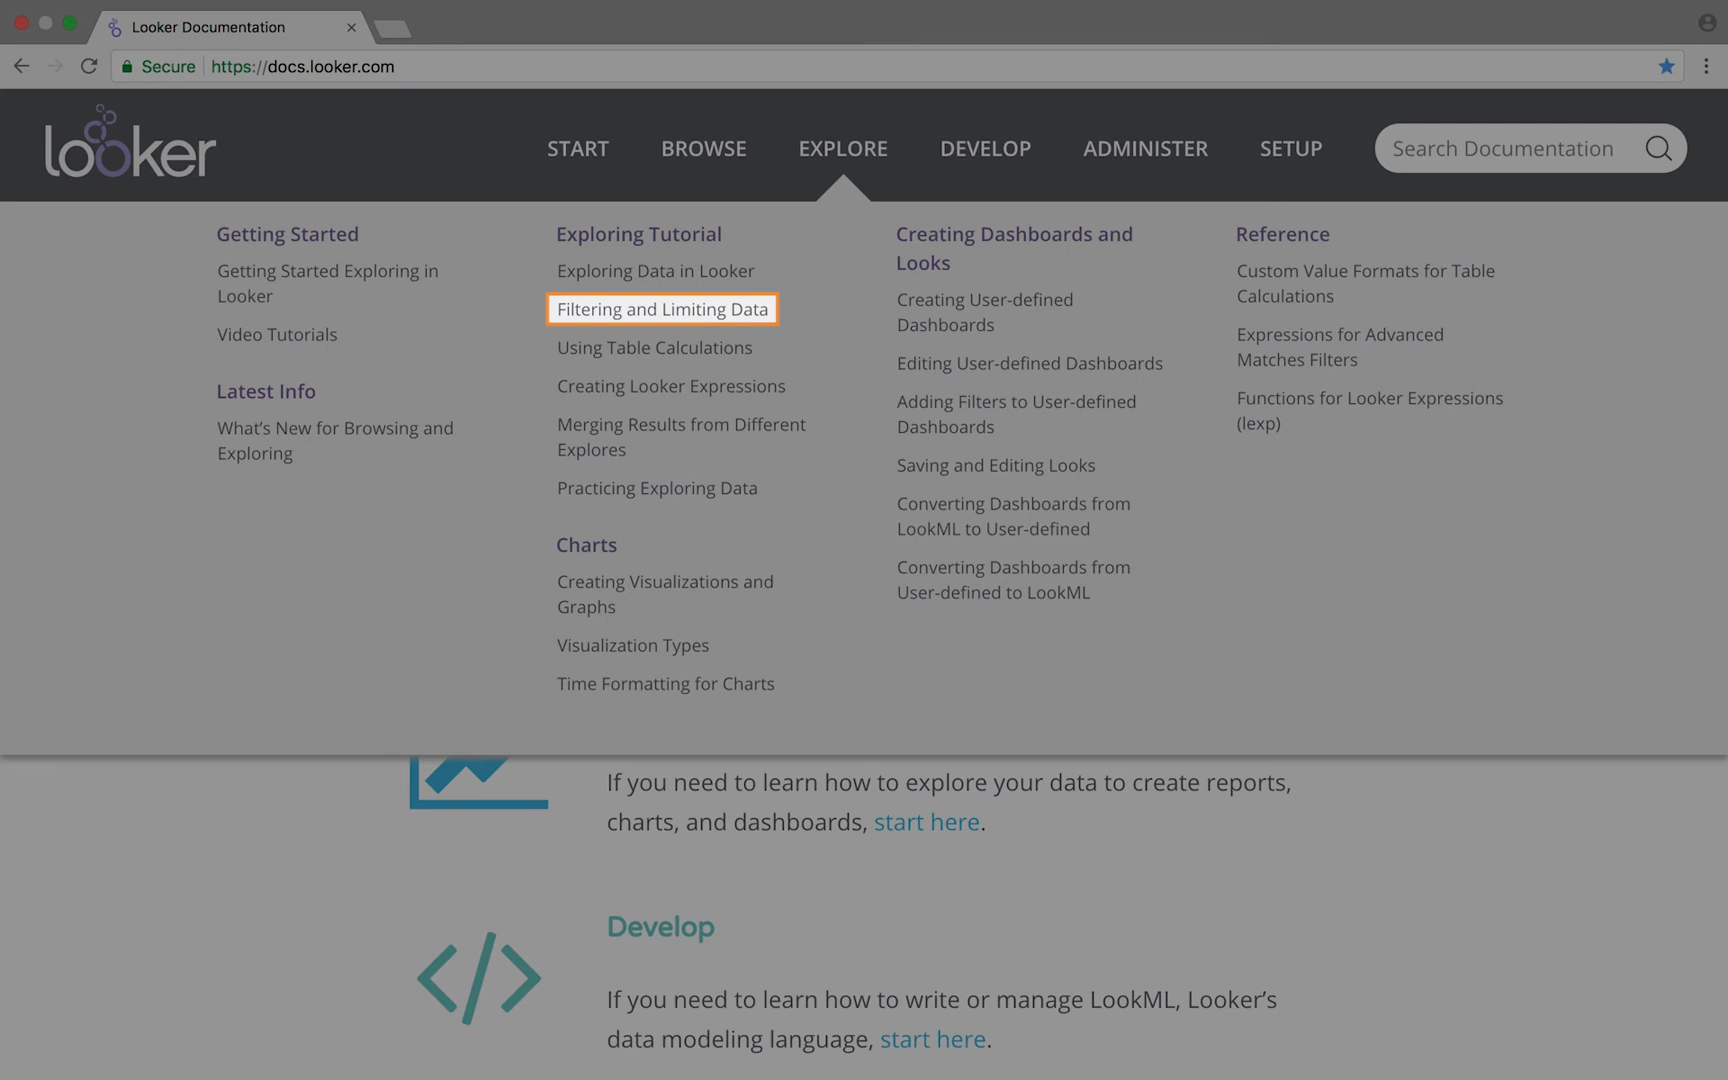 Looker Documentation
Secure https://docs.looker.com
looker
START BROWSE EXPLORE DEVELOP ADMINISTER SETUP Search Documentation
Getting Started
Getting Started Exploring in
Looker
Video Tutorials
Latest Info
What's New for Browsing and
Exploring
Exploring Tutorial
Exploring Data in Looker
Filtering and Limiting Data
Using Table Calculations
Creating Looker Expressions
Merging Results from Different
Explores
Practicing Exploring Data
Charts
Creating Visualizations and
Graphs
Visualization Types
Time Formatting for Charts
Creating Dashboards and
Looks
Creating User-defined
Dashboards
Editing User-defined Dashboards
Adding Filters to User-defined
Dashboards
Saving and Editing Looks
Converting Dashboards from
LookML to User-defined
Converting Dashboards from
User-defined to LookML
Reference
Custom Value Formats for Table
Calculations
Expressions for Advanced
Matches Filters
Functions for Looker Expressions
(lexp)
If you need to learn how to explore your data to create reports,
charts, and dashboards, start here.
Develop
If you need to learn how to write or manage LookML, Looker’s
data modeling language, start here.